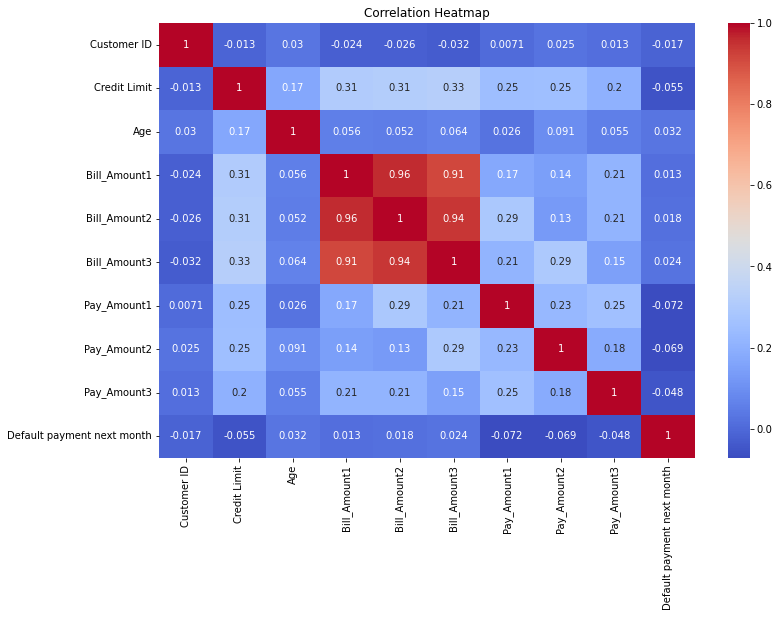 Correlation Heatmap
Customer ID 1 -0.013 0.03 -0.024 -0.026 -0.032 0.0071 0.025 0.013 -0.017
Credit Limit -0.013 1 0.17 0.31 0.31 0.33 0.25 0.25 0.2 -0.055
Age 0.03 0.17 1 0.056 0.052 0.064 0.026 0.091 0.055 0.032
Bill_Amount1 -0.024 0.31 0.056 1 0.96 0.91 0.17 0.14 0.21 0.013
Bill_Amount2 -0.026 0.31 0.052 0.96 1 0.94 0.29 0.13 0.21 0.018
Bill_Amount3 -0.032 0.33 0.064 0.91 0.94 1 0.21 0.29 0.15 0.024
Pay_Amount1 0.0071 0.25 0.026 0.17 0.29 0.21 1 0.23 0.25 -0.072
Pay_Amount2 0.025 0.25 0.091 0.14 0.13 0.29 0.23 1 0.18 -0.069
Pay_Amount3 0.013 0.2 0.055 0.21 0.21 0.15 0.25 0.18 1 -0.048
Default payment next month -0.017 -0.055 0.032 0.013 0.018 0.024 -0.072 -0.069 -0.048 1
Customer ID
Credit Limit
Age
Bill_Amount1
Bill_Amount2
Bill_Amount3
Pay_Amount1
Pay_Amount2
Pay_Amount3
Default payment next month
1.0
0.8
0.6
0.4
0.2
0.0